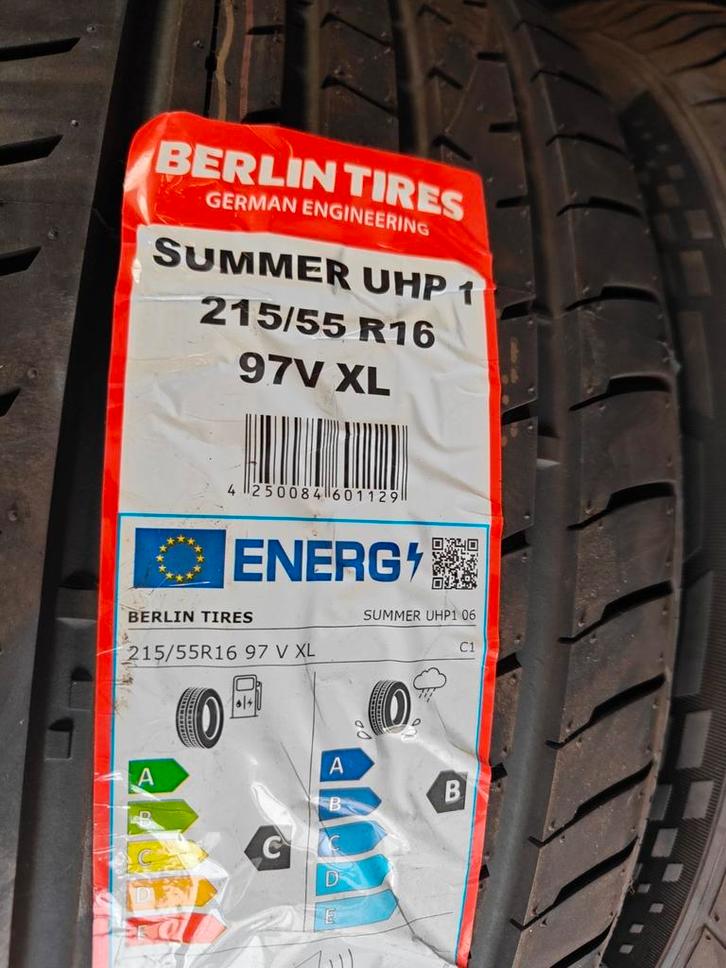 BERLIN TIRES
GERMAN ENGINEERING
SUMMER UHP 1
215/55 R16
97V XL
4 250084 601129
ENERG
BERLIN TIRES
SUMMER UHP1 06
215/55R16 97 V XL
C1
A
B
C
D
E
C
A
B
C
D
E
B